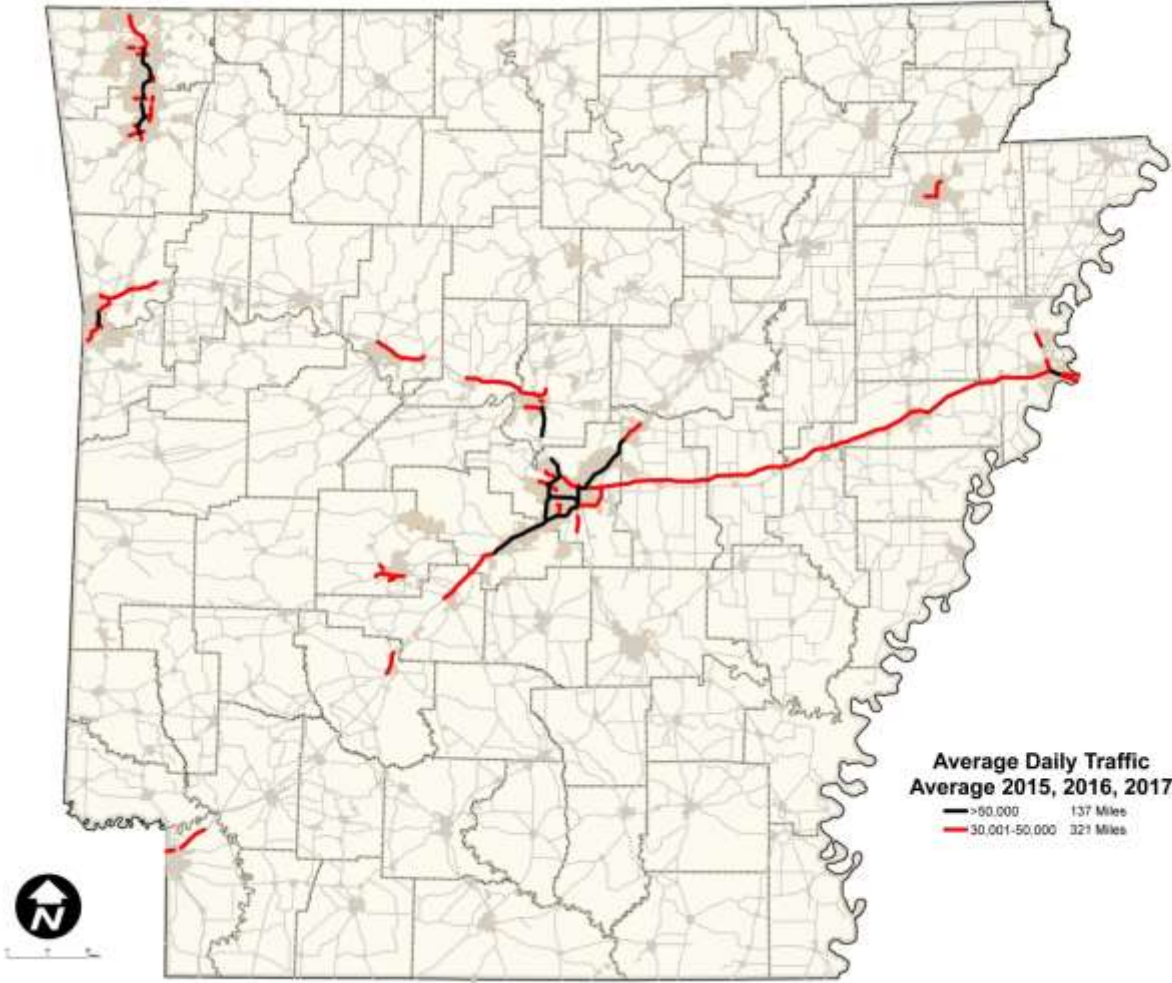 Average Daily Traffic
Average 2015, 2016, 2017
>50,000 137 Miles
30,001-50,000 321 Miles
N